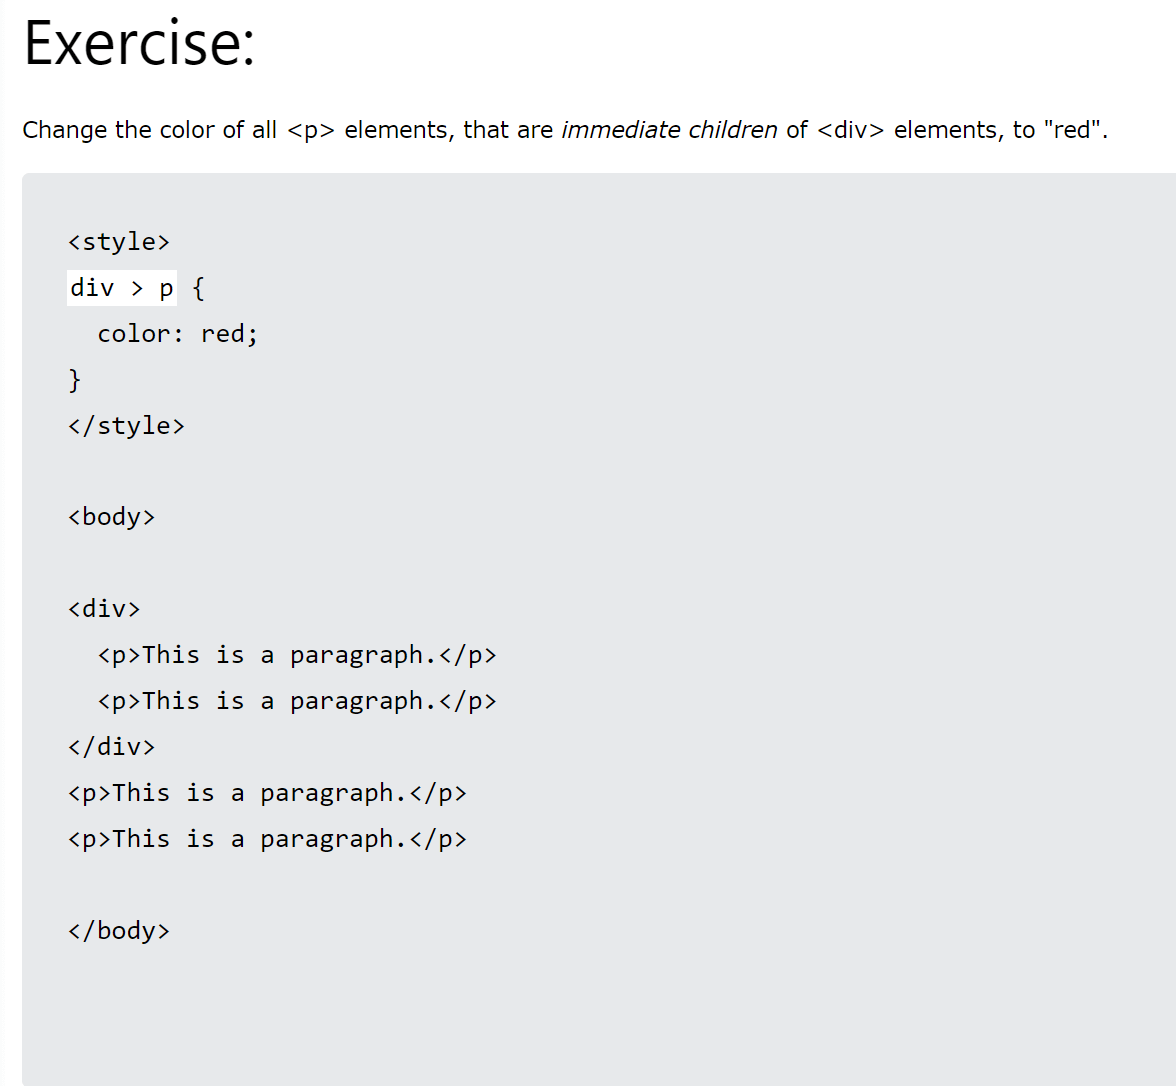 Exercise:
Change the color of all <p> elements, that are immediate children of <div> elements, to "red".
<style>
div > p {
  color: red;
}
</style>
<body>
<div>
  <p>This is a paragraph.</p>
  <p>This is a paragraph.</p>
</div>
<p>This is a paragraph.</p>
<p>This is a paragraph.</p>
</body>